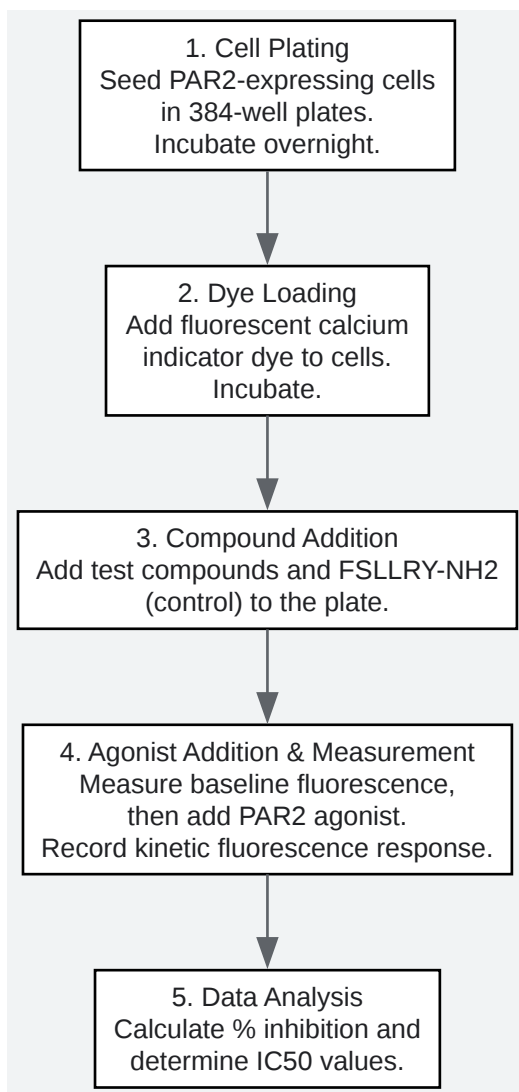 1. Cell Plating
Seed PAR2-expressing cells
in 384-well plates.
Incubate overnight.
2. Dye Loading
Add fluorescent calcium
indicator dye to cells.
Incubate.
3. Compound Addition
Add test compounds and FSLLRY-NH2
(control) to the plate.
4. Agonist Addition & Measurement
Measure baseline fluorescence,
then add PAR2 agonist.
Record kinetic fluorescence response.
5. Data Analysis
Calculate % inhibition and
determine IC50 values.